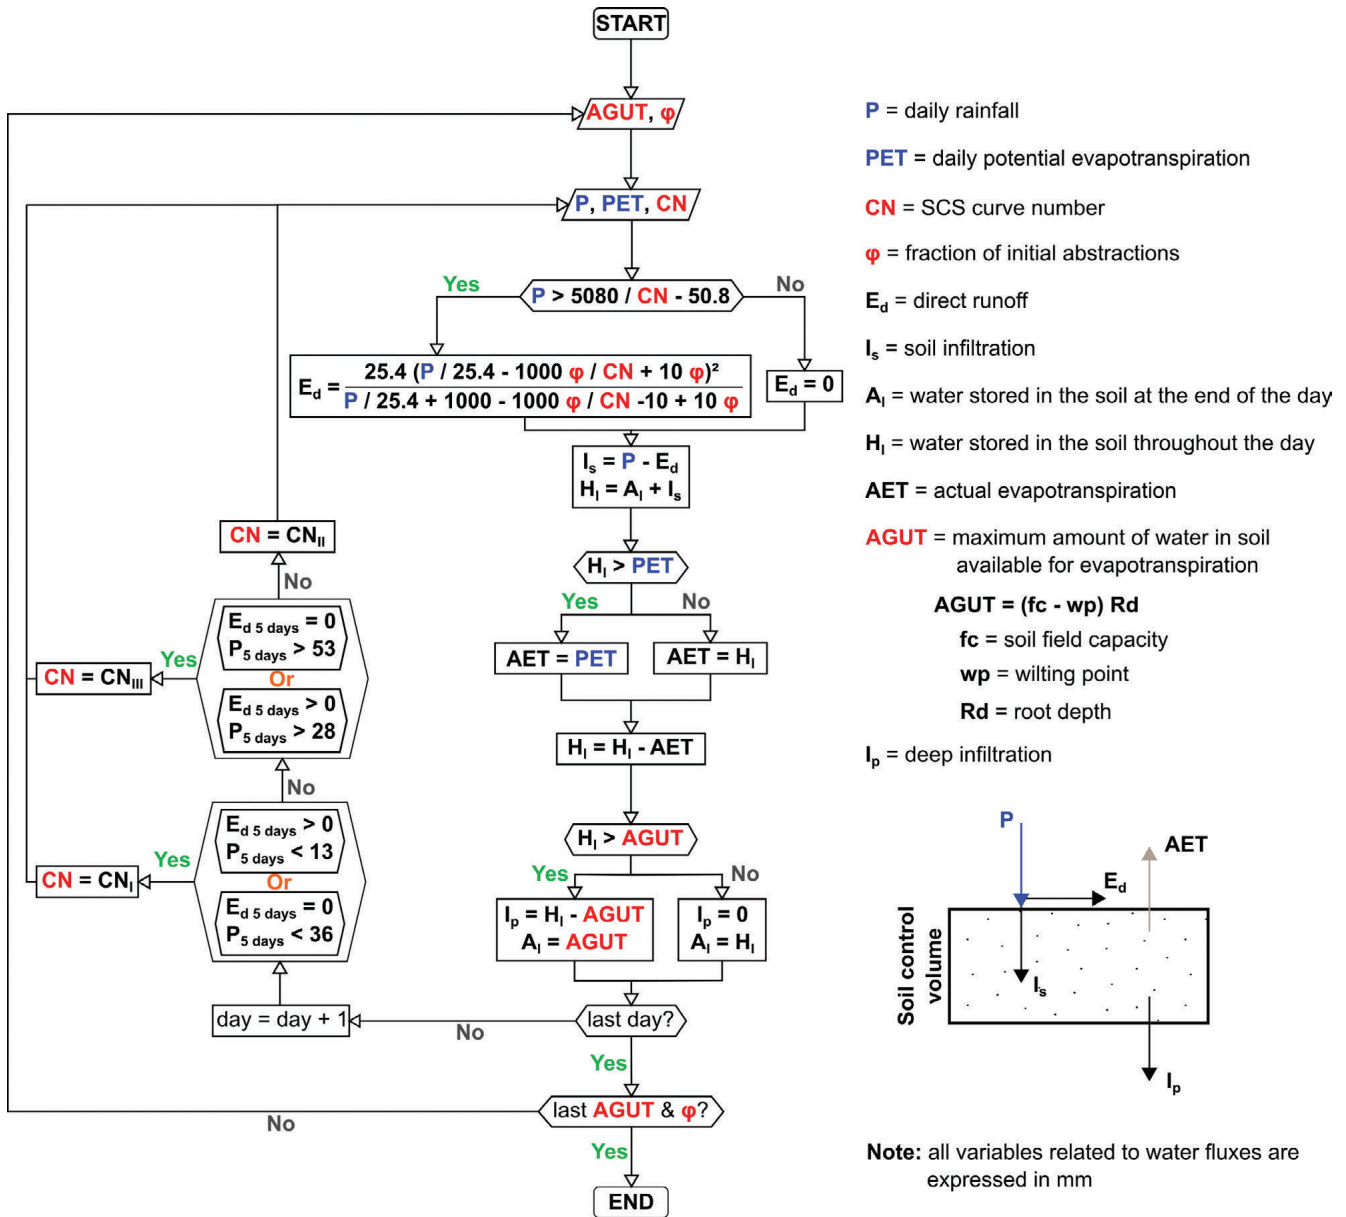 START
AGUT, φ
P, PET, CN
Yes
P > 5080 / CN - 50.8
No
E_d = 25.4 (P / 25.4 - 1000 φ / CN + 10 φ)²
P / 25.4 + 1000 - 1000 φ / CN -10 + 10 φ
E_d = 0
I_s = P - E_d
H_l = A_l + I_s
H_l > PET
Yes
No
AET = PET
AET = H_l
H_l = H_l - AET
H_l > AGUT
Yes
No
I_p = H_l - AGUT
A_l = AGUT
I_p = 0
A_l = H_l
last day?
No
day = day + 1
Yes
last AGUT & φ?
No
Yes
END
CN = CN_II
No
E_d 5 days = 0
P_5 days > 53
Or
E_d 5 days > 0
P_5 days > 28
Yes
CN = CN_III
No
E_d 5 days > 0
P_5 days < 13
Or
E_d 5 days = 0
P_5 days < 36
Yes
CN = CN_I
P = daily rainfall
PET = daily potential evapotranspiration
CN = SCS curve number
φ = fraction of initial abstractions
E_d = direct runoff
I_s = soil infiltration
A_l = water stored in the soil at the end of the day
H_l = water stored in the soil throughout the day
AET = actual evapotranspiration
AGUT = maximum amount of water in soil
available for evapotranspiration
AGUT = (fc - wp) Rd
fc = soil field capacity
wp = wilting point
Rd = root depth
I_p = deep infiltration
P
E_d
AET
I_s
I_p
Soil control
volume
Note: all variables related to water fluxes are
expressed in mm